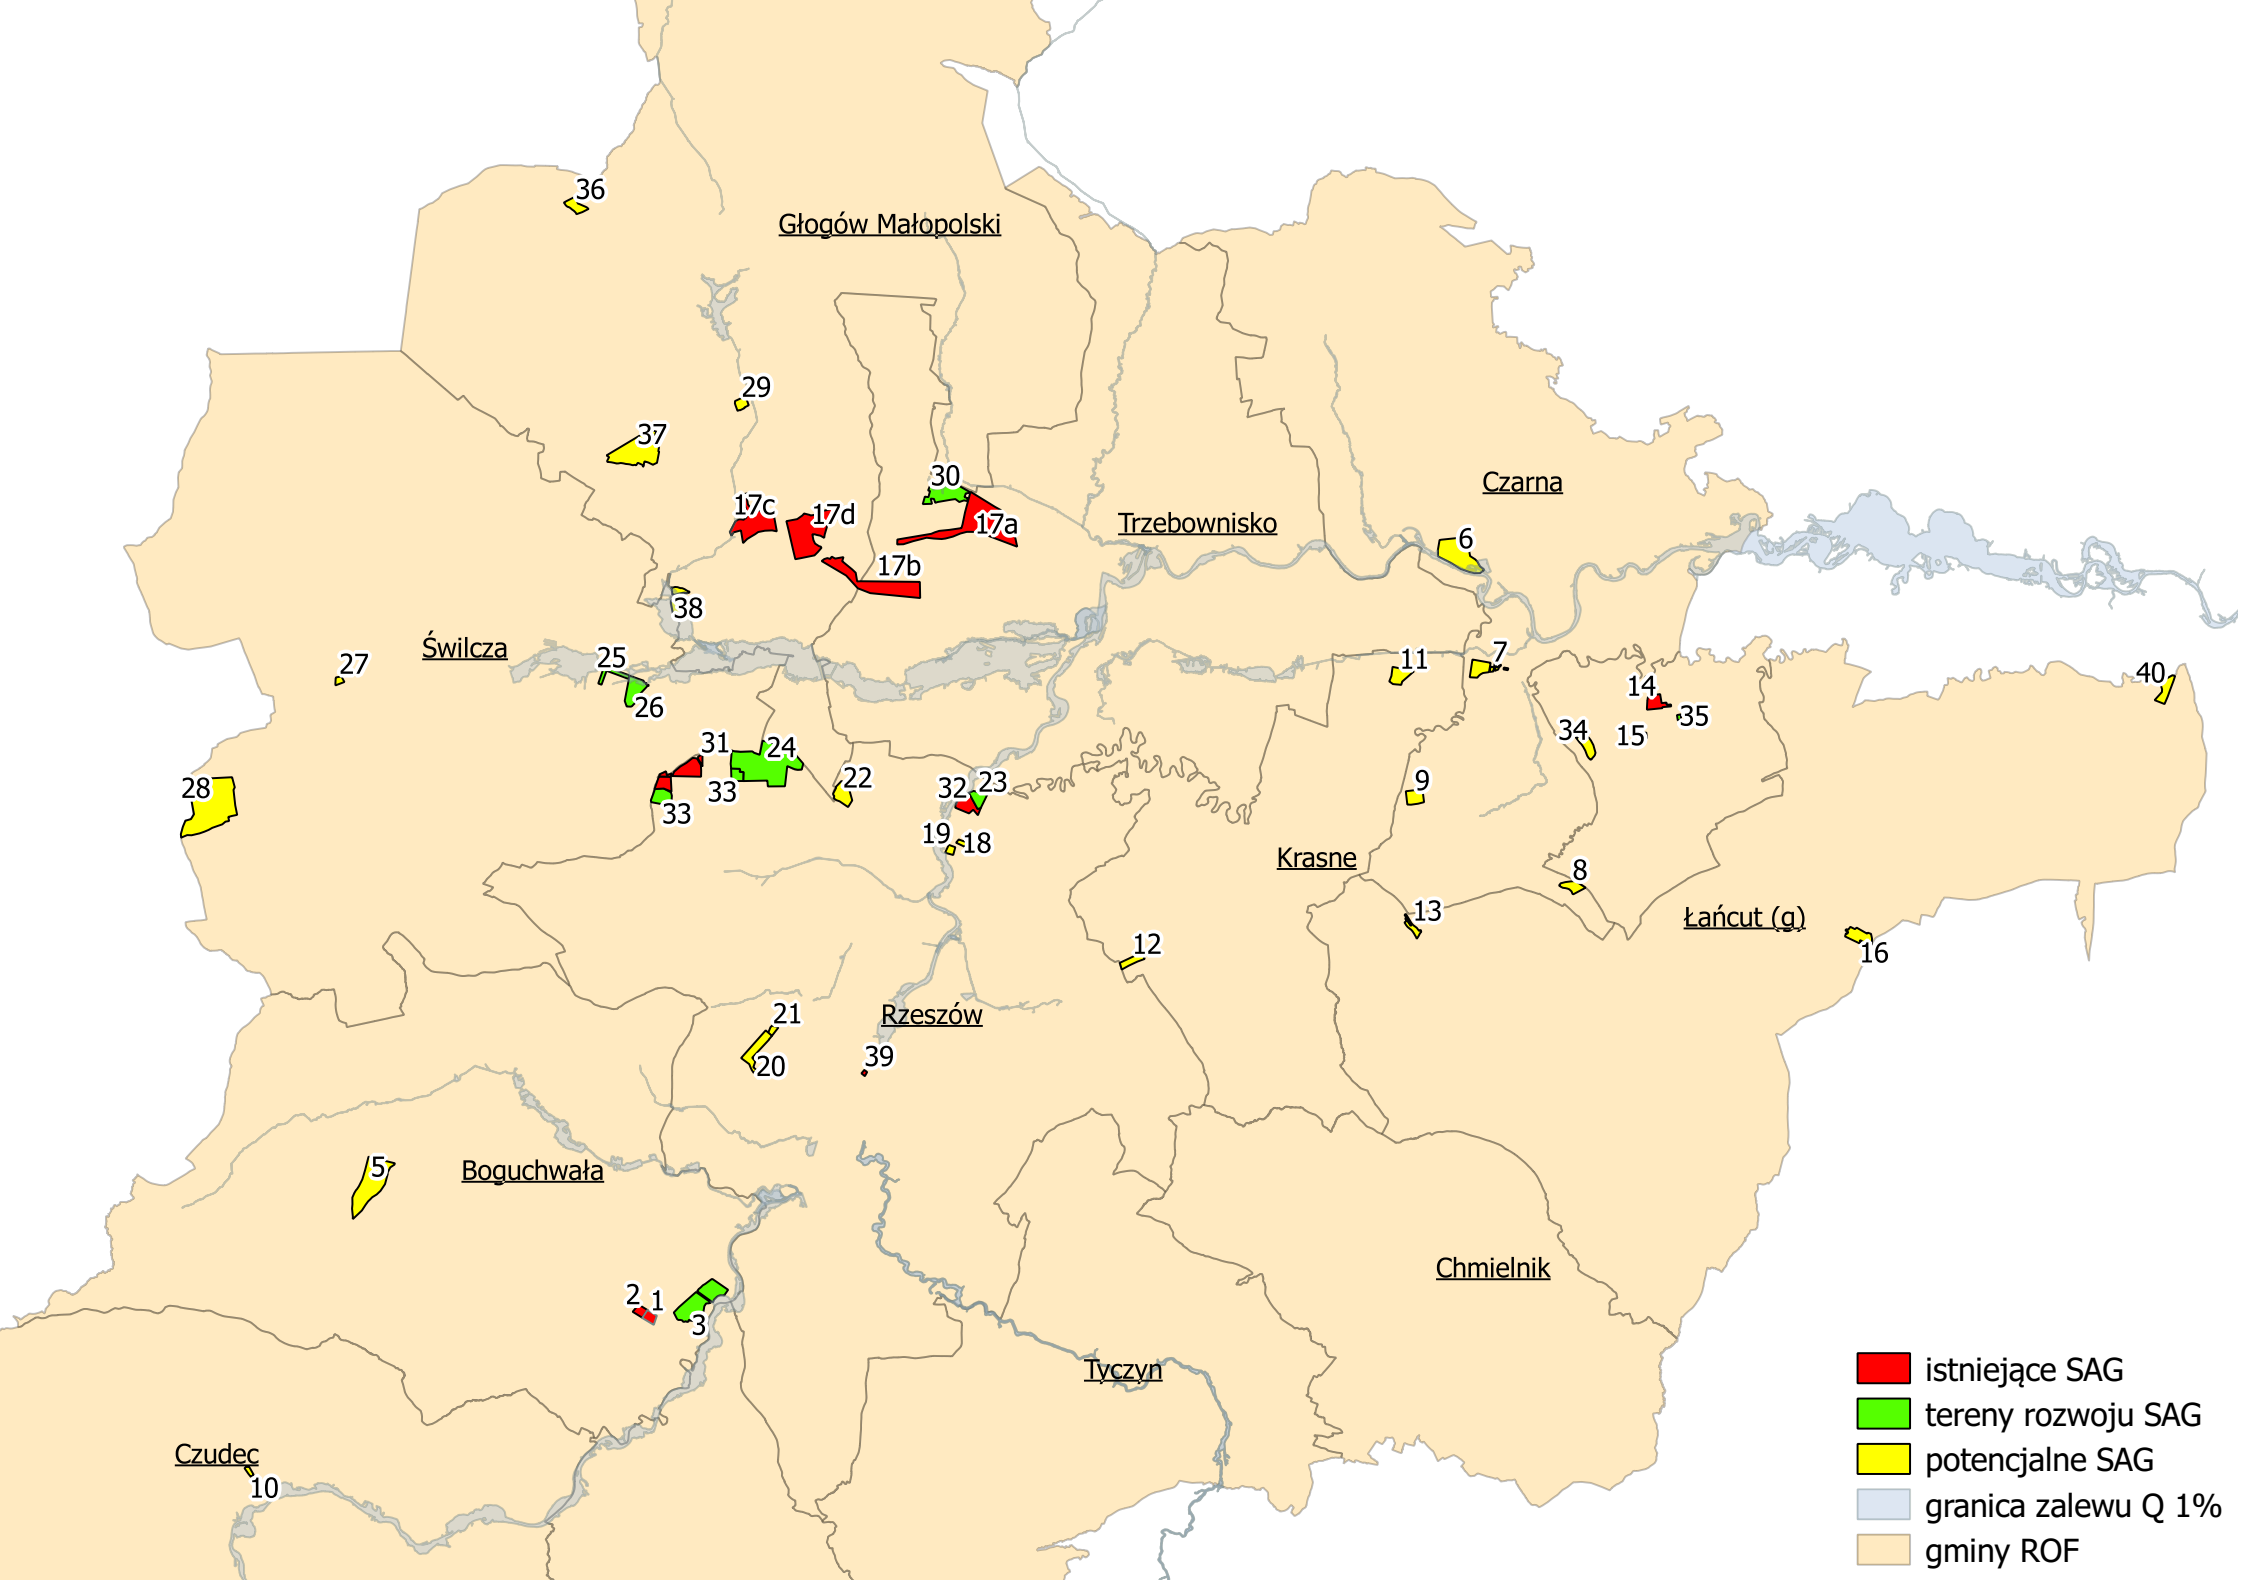 36
Głogów Małopolski
29
37
30
Czarna
17c
17d
17a
Trzebownisko
6
17b
38
Świlcza
25
27
11
7
40
26
14
35
34
15
31
24
28
33
22
32
23
9
33
19
18
Krasne
8
13
Łańcut (g)
12
16
21
Rzeszów
39
20
5
Boguchwała
Chmielnik
2
1
3
Tyczyn
Czudec
10
istniejące SAG
tereny rozwoju SAG
potencjalne SAG
granica zalewu Q 1%
gminy ROF